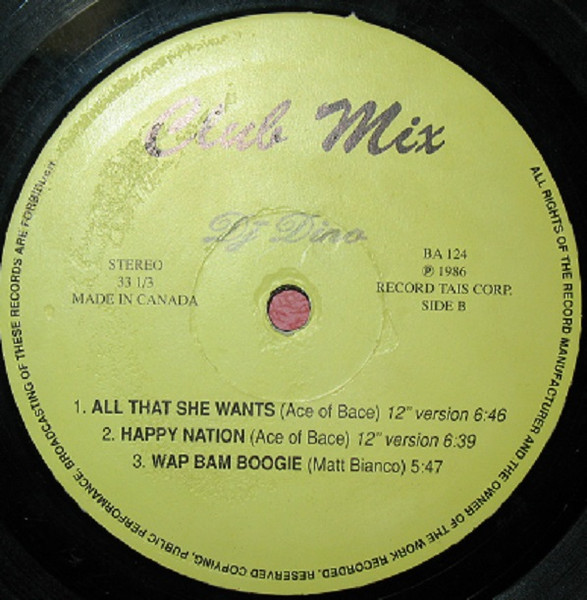 Club Mix
DJ Dino
STEREO
33 1/3
MADE IN CANADA
BA 124
℗ 1986
RECORD TAIS CORP.
SIDE B
1. ALL THAT SHE WANTS (Ace of Bace) 12" version 6:46
2. HAPPY NATION (Ace of Bace) 12" version 6:39
3. WAP BAM BOOGIE (Matt Bianco) 5:47
ALL RIGHTS OF THE RECORD MANUFACTURER AND THE OWNER OF THE WORK RECORDED. RESERVED COPYING, PUBLIC PERFORMANCE, BROADCASTING OF THESE RECORDS ARE FORBIDDEN